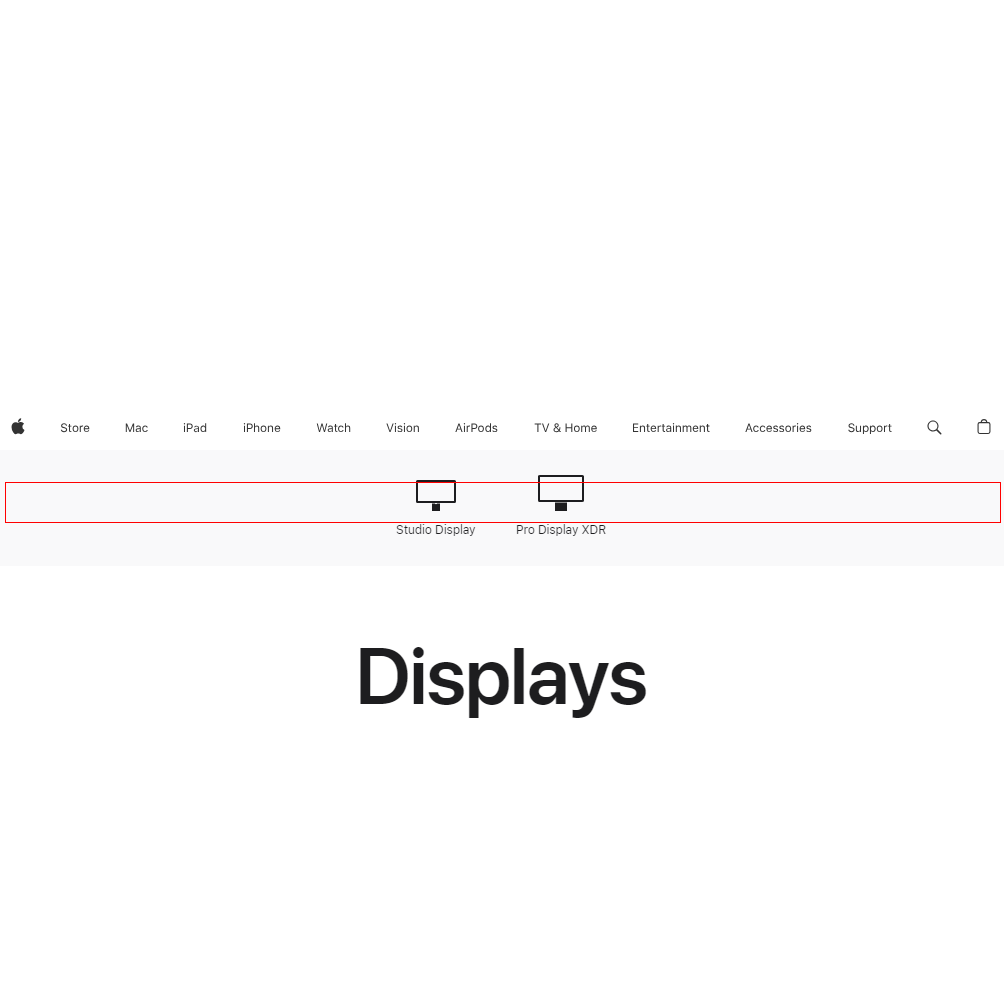 Store Mac iPad iPhone Watch Vision AirPods TV & Home Entertainment Accessories Support
Studio Display Pro Display XDR
Displays